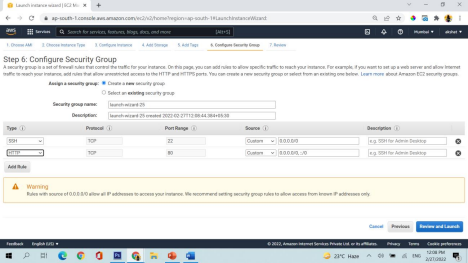 Launch instance wizard | EC2 M
ap-south-1.console.aws.amazon.com/ec2/v2/home?region=ap-south-1#LaunchInstanceWizard:
aws Services Search for services, features, blogs, docs, and more [Alt+S] Mumbai akshat
1. Choose AMI 2. Choose Instance Type 3. Configure Instance 4. Add Storage 5. Add Tags 6. Configure Security Group 7. Review
Step 6: Configure Security Group
A security group is a set of firewall rules that control the traffic for your instance. On this page, you can add rules to allow specific traffic to reach your instance. For example, if you want to set up a web server and allow Internet
traffic to reach your instance, add rules that allow unrestricted access to the HTTP and HTTPS ports. You can create a new security group or select from an existing one below. Learn more about Amazon EC2 security groups.
Assign a security group: Create a new security group
Select an existing security group
Security group name: launch-wizard-25
Description: launch-wizard-25 created 2022-02-27T12:08:44.384+05:30
Type Protocol Port Range Source Description
SSH TCP 22 Custom 0.0.0.0/0 e.g. SSH for Admin Desktop
HTTP TCP 80 Custom 0.0.0.0/0, ::/0 e.g. SSH for Admin Desktop
Add Rule
Warning
Rules with source of 0.0.0.0/0 allow all IP addresses to access your instance. We recommend setting security group rules to allow access from known IP addresses only.
Cancel Previous Review and Launch
Feedback English (US) © 2022, Amazon Internet Services Private Ltd. or its affiliates. Privacy Terms Cookie preferences
23°C Haze ENG 12:08 PM
2/27/2022